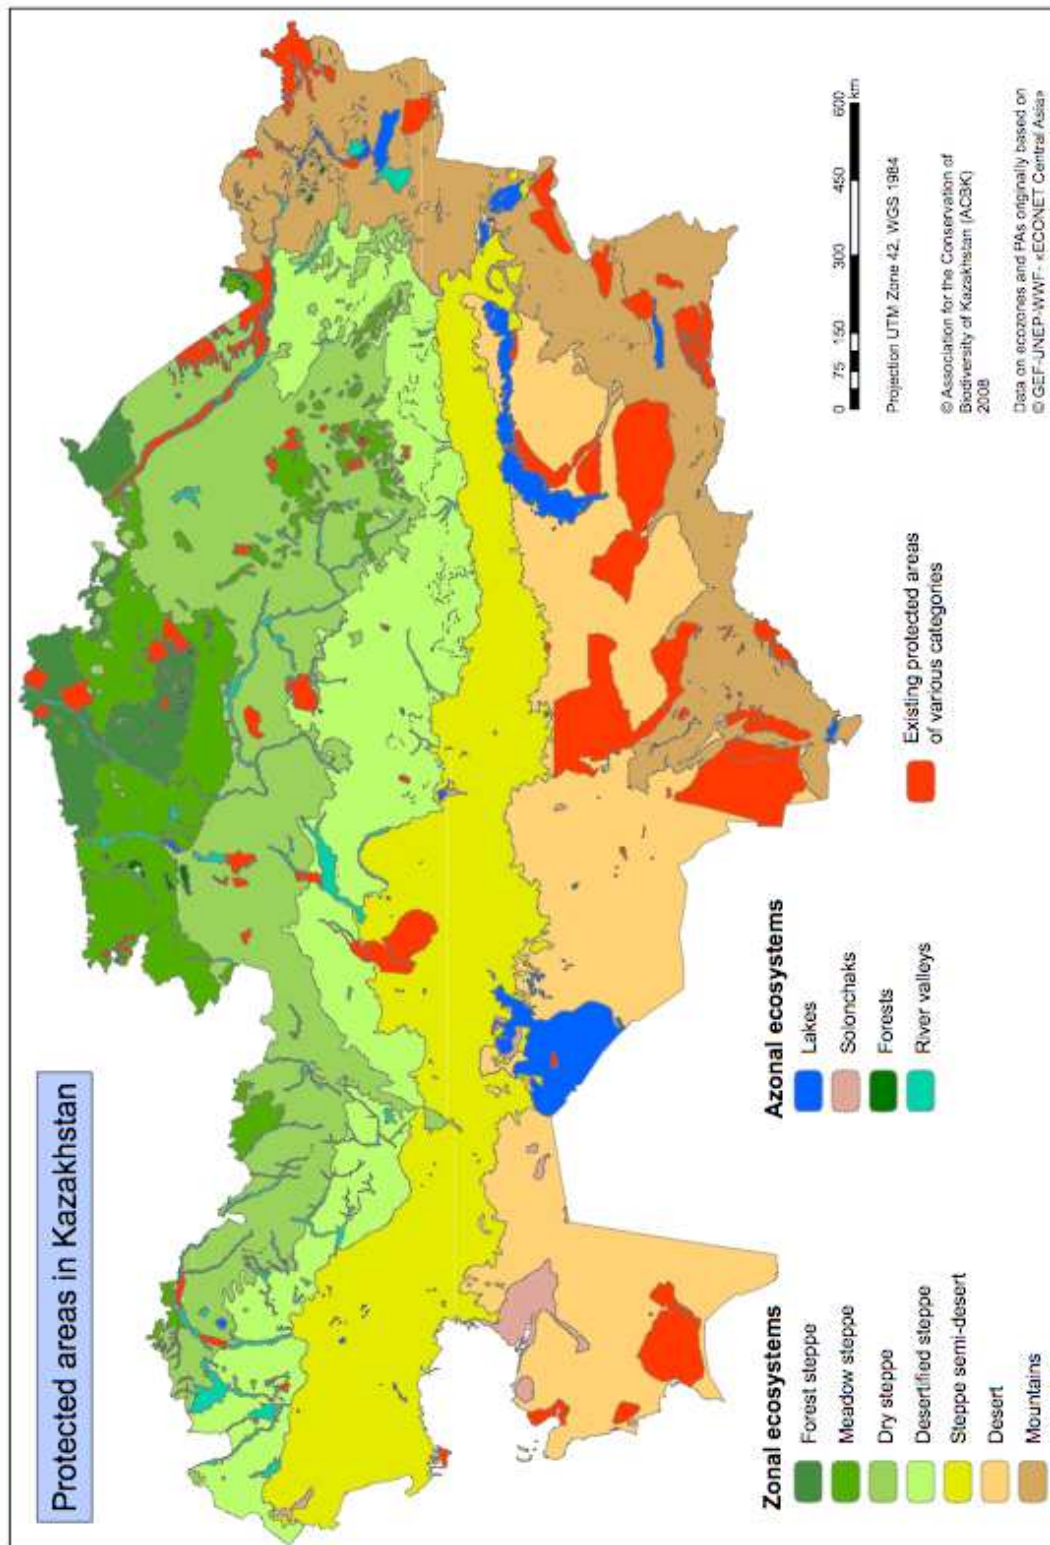 Protected areas in Kazakhstan
Zonal ecosystems
Forest steppe
Meadow steppe
Dry steppe
Desertified steppe
Steppe semi-desert
Desert
Mountains
Azonal ecosystems
Lakes
Solonchaks
Forests
River valleys
Existing protected areas
of various categories
0 75 150 300 450 600
km
Projection UTM Zone 42, WGS 1984
© Association for the Conservation of
Biodiversity of Kazakhstan (ACBK)
2008
Data on ecozones and PAs originally based on
© GEF-UNEP-WWF- «ECONET Central Asia»